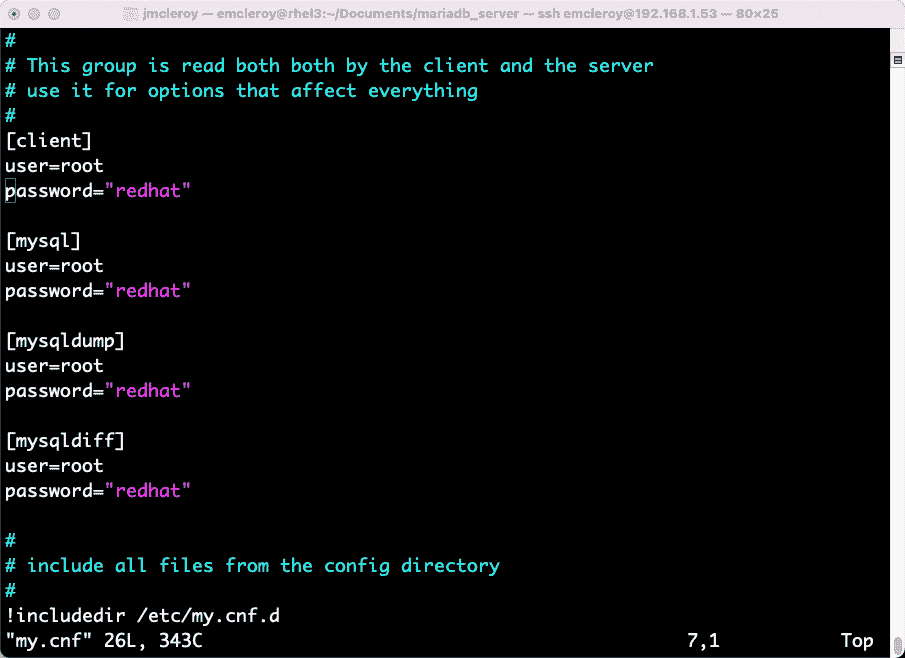 jmcleroy — emcleroy@rhel3:~/Documents/mariadb_server — ssh emcleroy@192.168.1.53 — 80x25
#
# This group is read both both by the client and the server
# use it for options that affect everything
#
[client]
user=root
password="redhat"
[mysql]
user=root
password="redhat"
[mysqldump]
user=root
password="redhat"
[mysqldiff]
user=root
password="redhat"
#
# include all files from the config directory
#
!includedir /etc/my.cnf.d
"my.cnf" 26L, 343C 7,1 Top